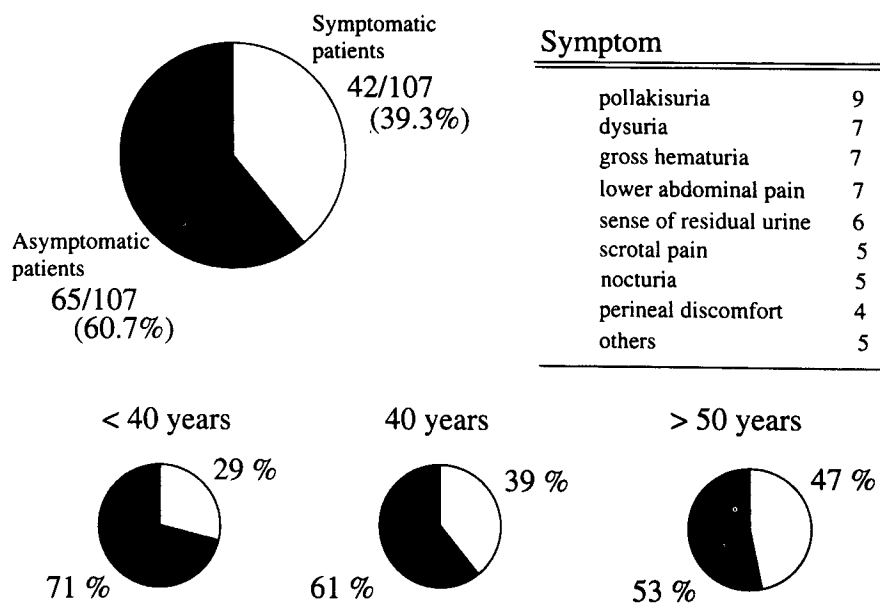 Symptomatic
patients
42/107
(39.3%)
Asymptomatic
patients
65/107
(60.7%)
Symptom
pollakisuria 9
dysuria 7
gross hematuria 7
lower abdominal pain 7
sense of residual urine 6
scrotal pain 5
nocturia 5
perineal discomfort 4
others 5
< 40 years
29 %
71 %
40 years
39 %
61 %
> 50 years
47 %
53 %